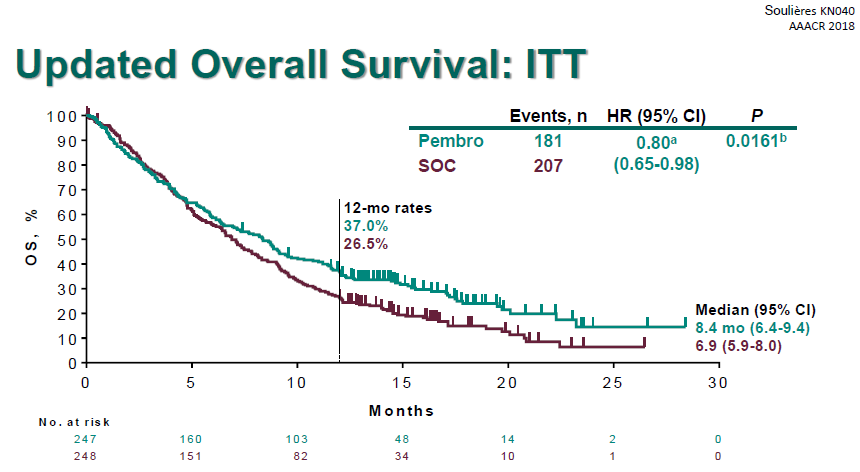 Soulières KN040
AAACR 2018
Updated Overall Survival: ITT
Events, n HR (95% CI) P
Pembro 181 0.80a 0.0161b
SOC 207 (0.65-0.98)
100
90
80
70
60
50
40
30
20
10
0
OS, %
12-mo rates
37.0%
26.5%
Median (95% CI)
8.4 mo (6.4-9.4)
6.9 (5.9-8.0)
0 5 10 15 20 25 30
Months
No. at risk
247 160 103 48 14 2 0
248 151 82 34 10 1 0